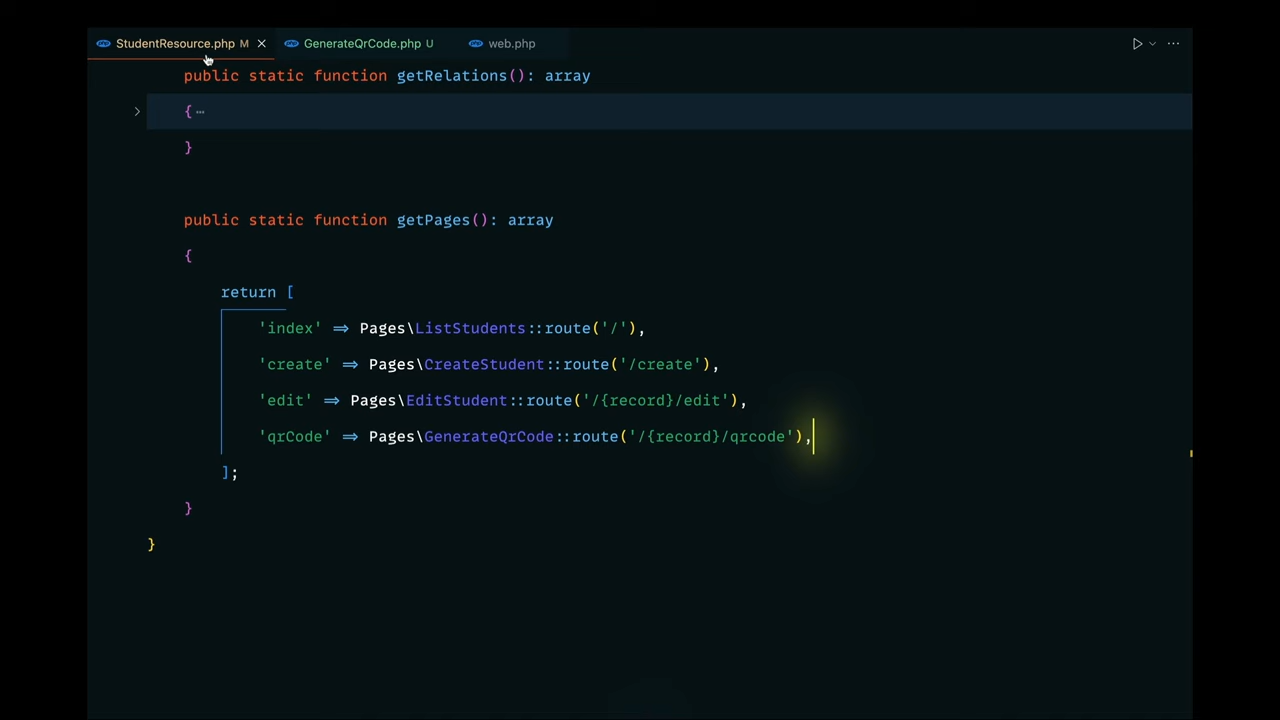 StudentResource.php M GenerateQrCode.php U web.php
public static function getRelations(): array
{ …
}
public static function getPages(): array
{
return [
'index' => Pages\ListStudents::route('/'),
'create' => Pages\CreateStudent::route('/create'),
'edit' => Pages\EditStudent::route('/{record}/edit'),
'qrCode' => Pages\GenerateQrCode::route('/{record}/qrcode'),
];
}
}